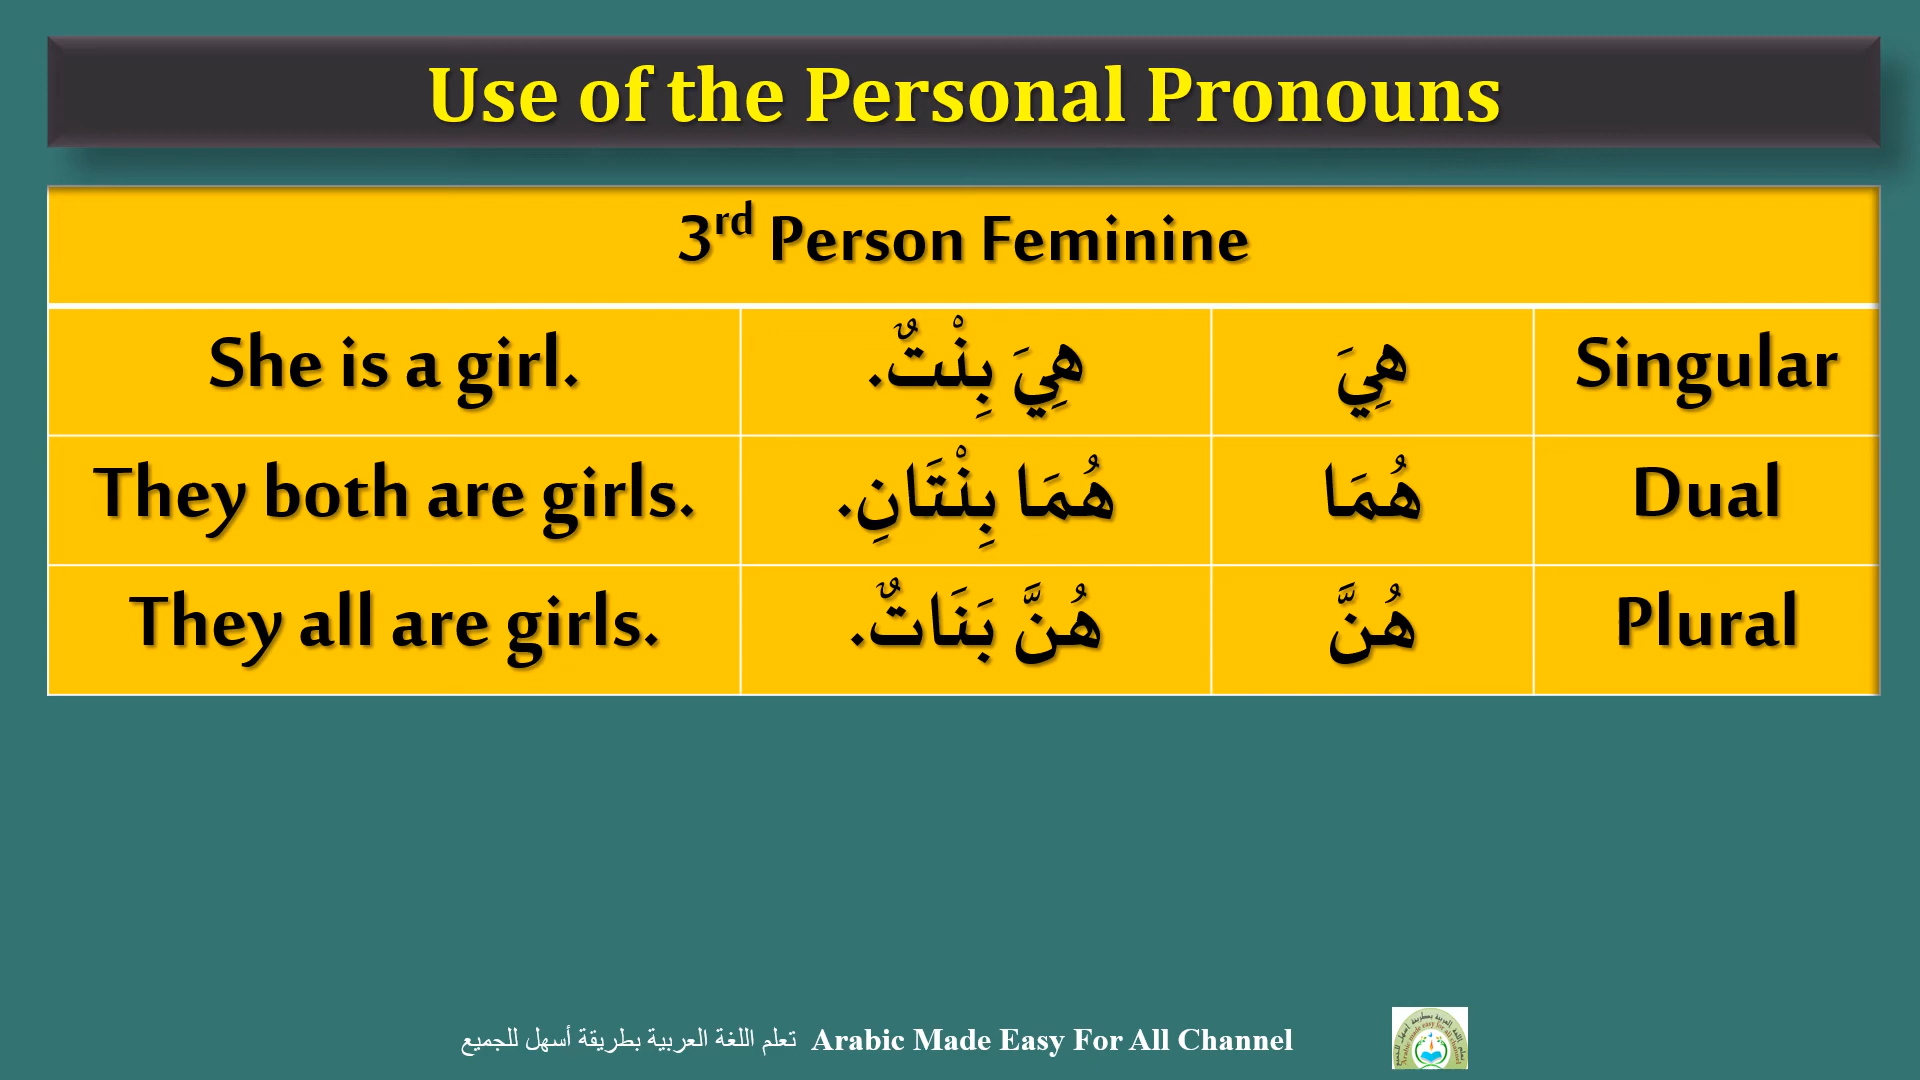 Use of the Personal Pronouns
3rd Person Feminine
She is a girl. هِيَ بِنْتٌ. هِيَ Singular
They both are girls. هُمَا بِنْتَانِ. هُمَا Dual
They all are girls. هُنَّ بَنَاتٌ. هُنَّ Plural
تعلم اللغة العربية بطريقة أسهل للجميع Arabic Made Easy For All Channel